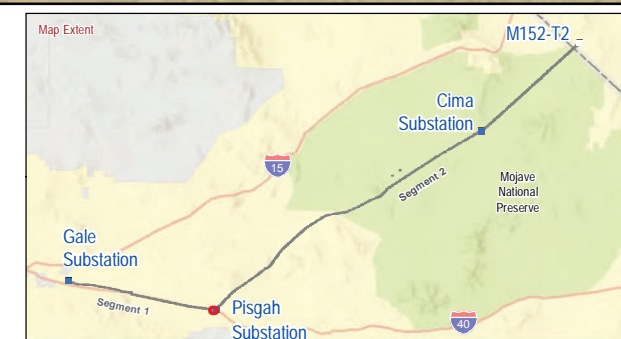 Map Extent
M152-T2
Cima
Substation
15
Segment 2
Mojave
National
Preserve
Gale
Substation
Segment 1
Pisgah
Substation
40